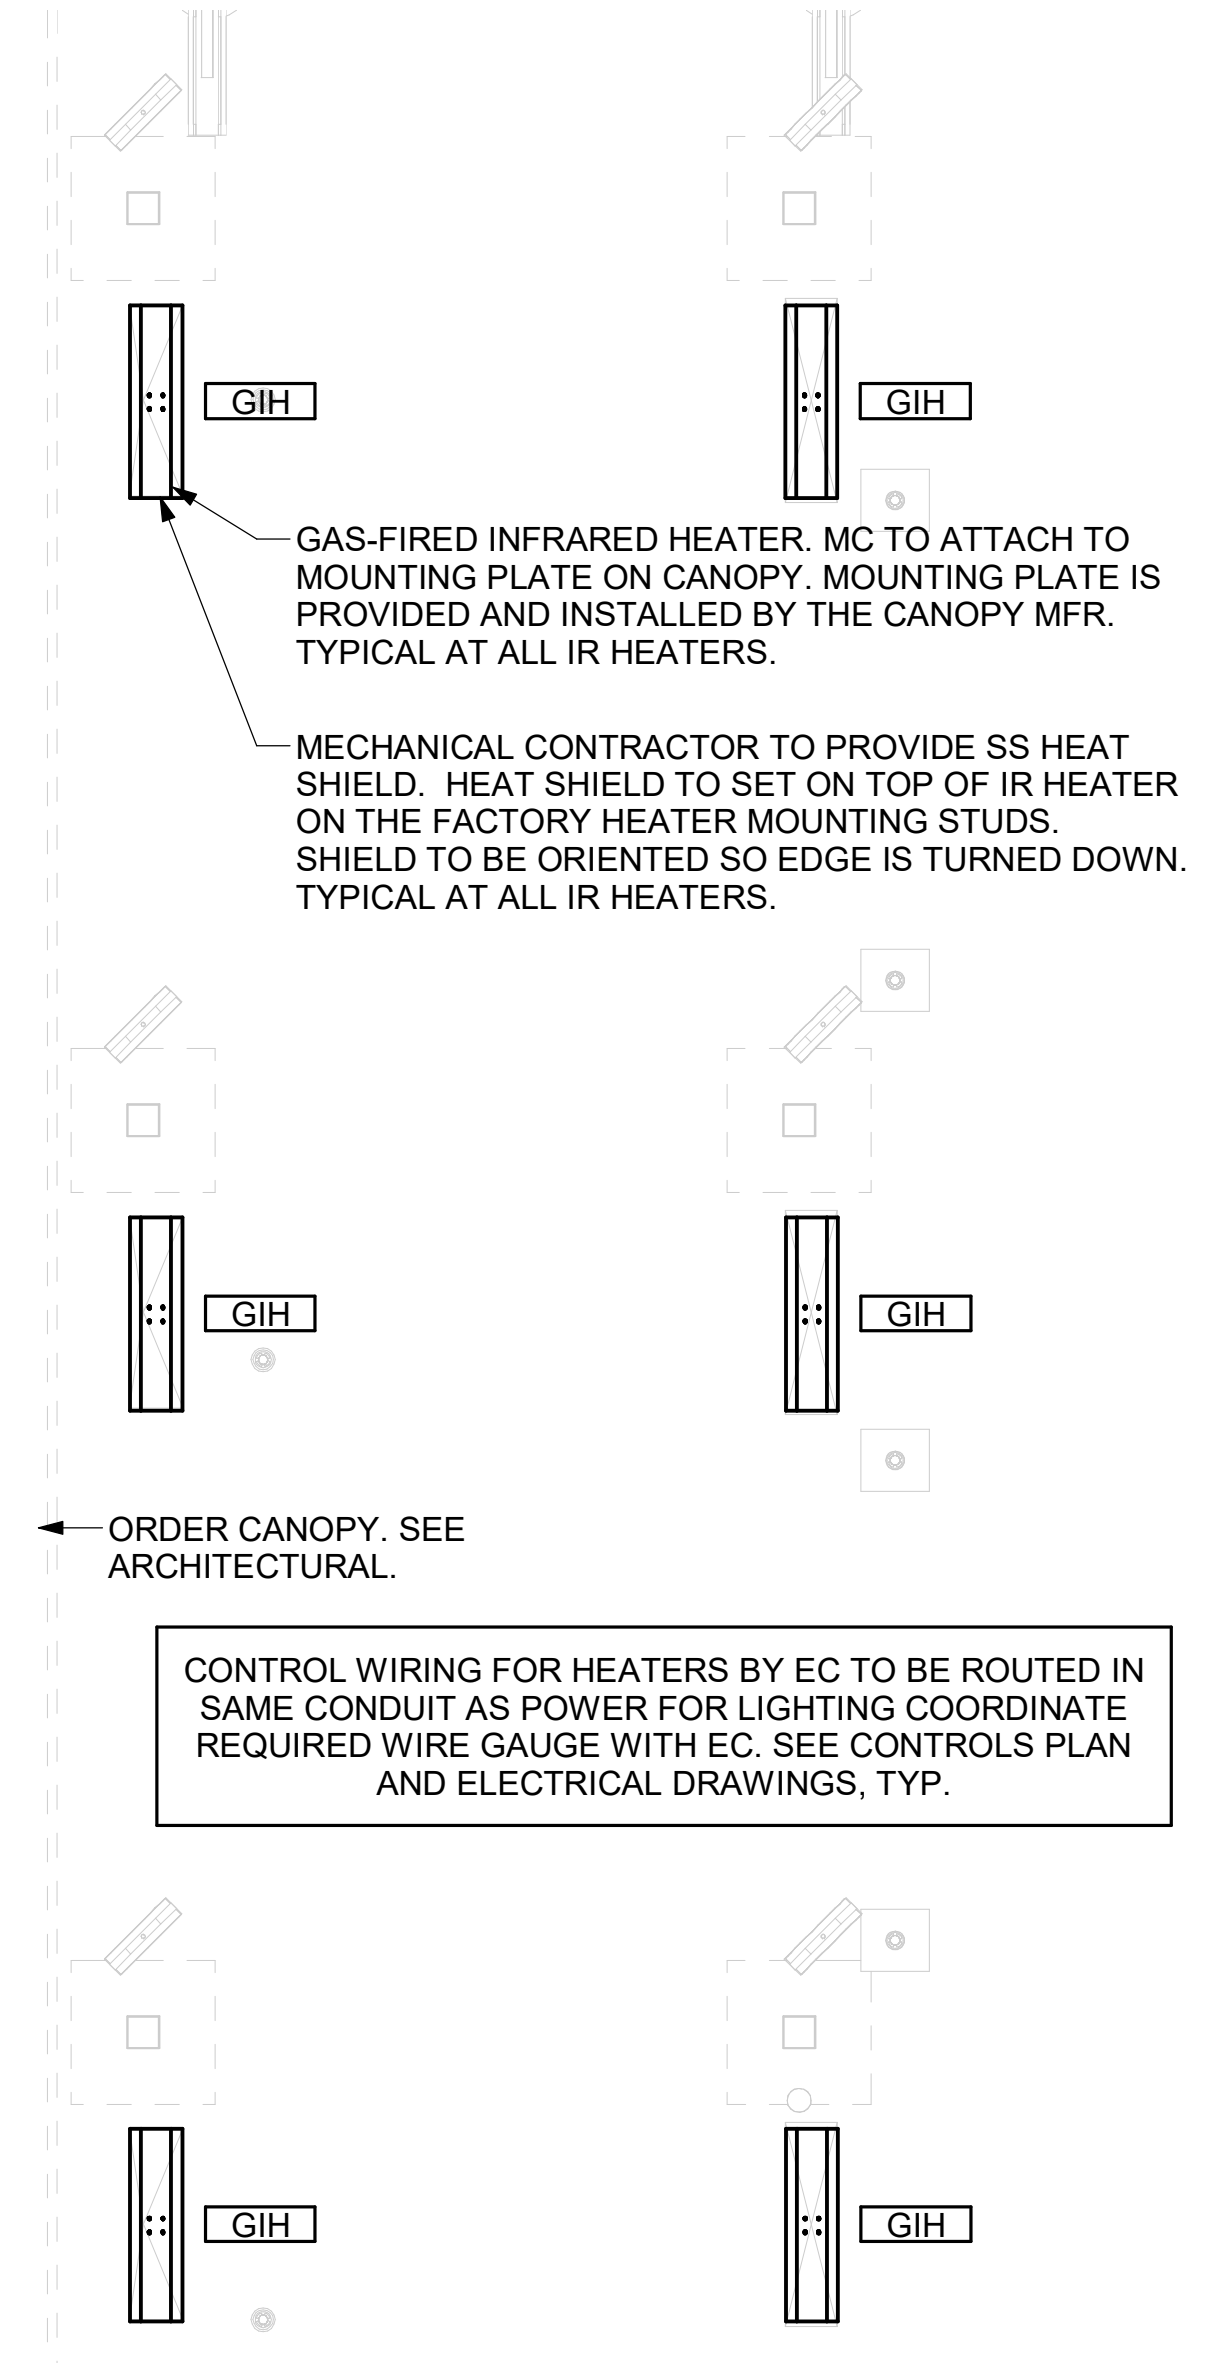 GIH
GIH
GAS-FIRED INFRARED HEATER. MC TO ATTACH TO
MOUNTING PLATE ON CANOPY. MOUNTING PLATE IS
PROVIDED AND INSTALLED BY THE CANOPY MFR.
TYPICAL AT ALL IR HEATERS.
MECHANICAL CONTRACTOR TO PROVIDE SS HEAT
SHIELD.  HEAT SHIELD TO SET ON TOP OF IR HEATER
ON THE FACTORY HEATER MOUNTING STUDS.
SHIELD TO BE ORIENTED SO EDGE IS TURNED DOWN.
TYPICAL AT ALL IR HEATERS.
GIH
GIH
ORDER CANOPY. SEE
ARCHITECTURAL.
CONTROL WIRING FOR HEATERS BY EC TO BE ROUTED IN
SAME CONDUIT AS POWER FOR LIGHTING COORDINATE
REQUIRED WIRE GAUGE WITH EC. SEE CONTROLS PLAN
AND ELECTRICAL DRAWINGS, TYP.
GIH
GIH